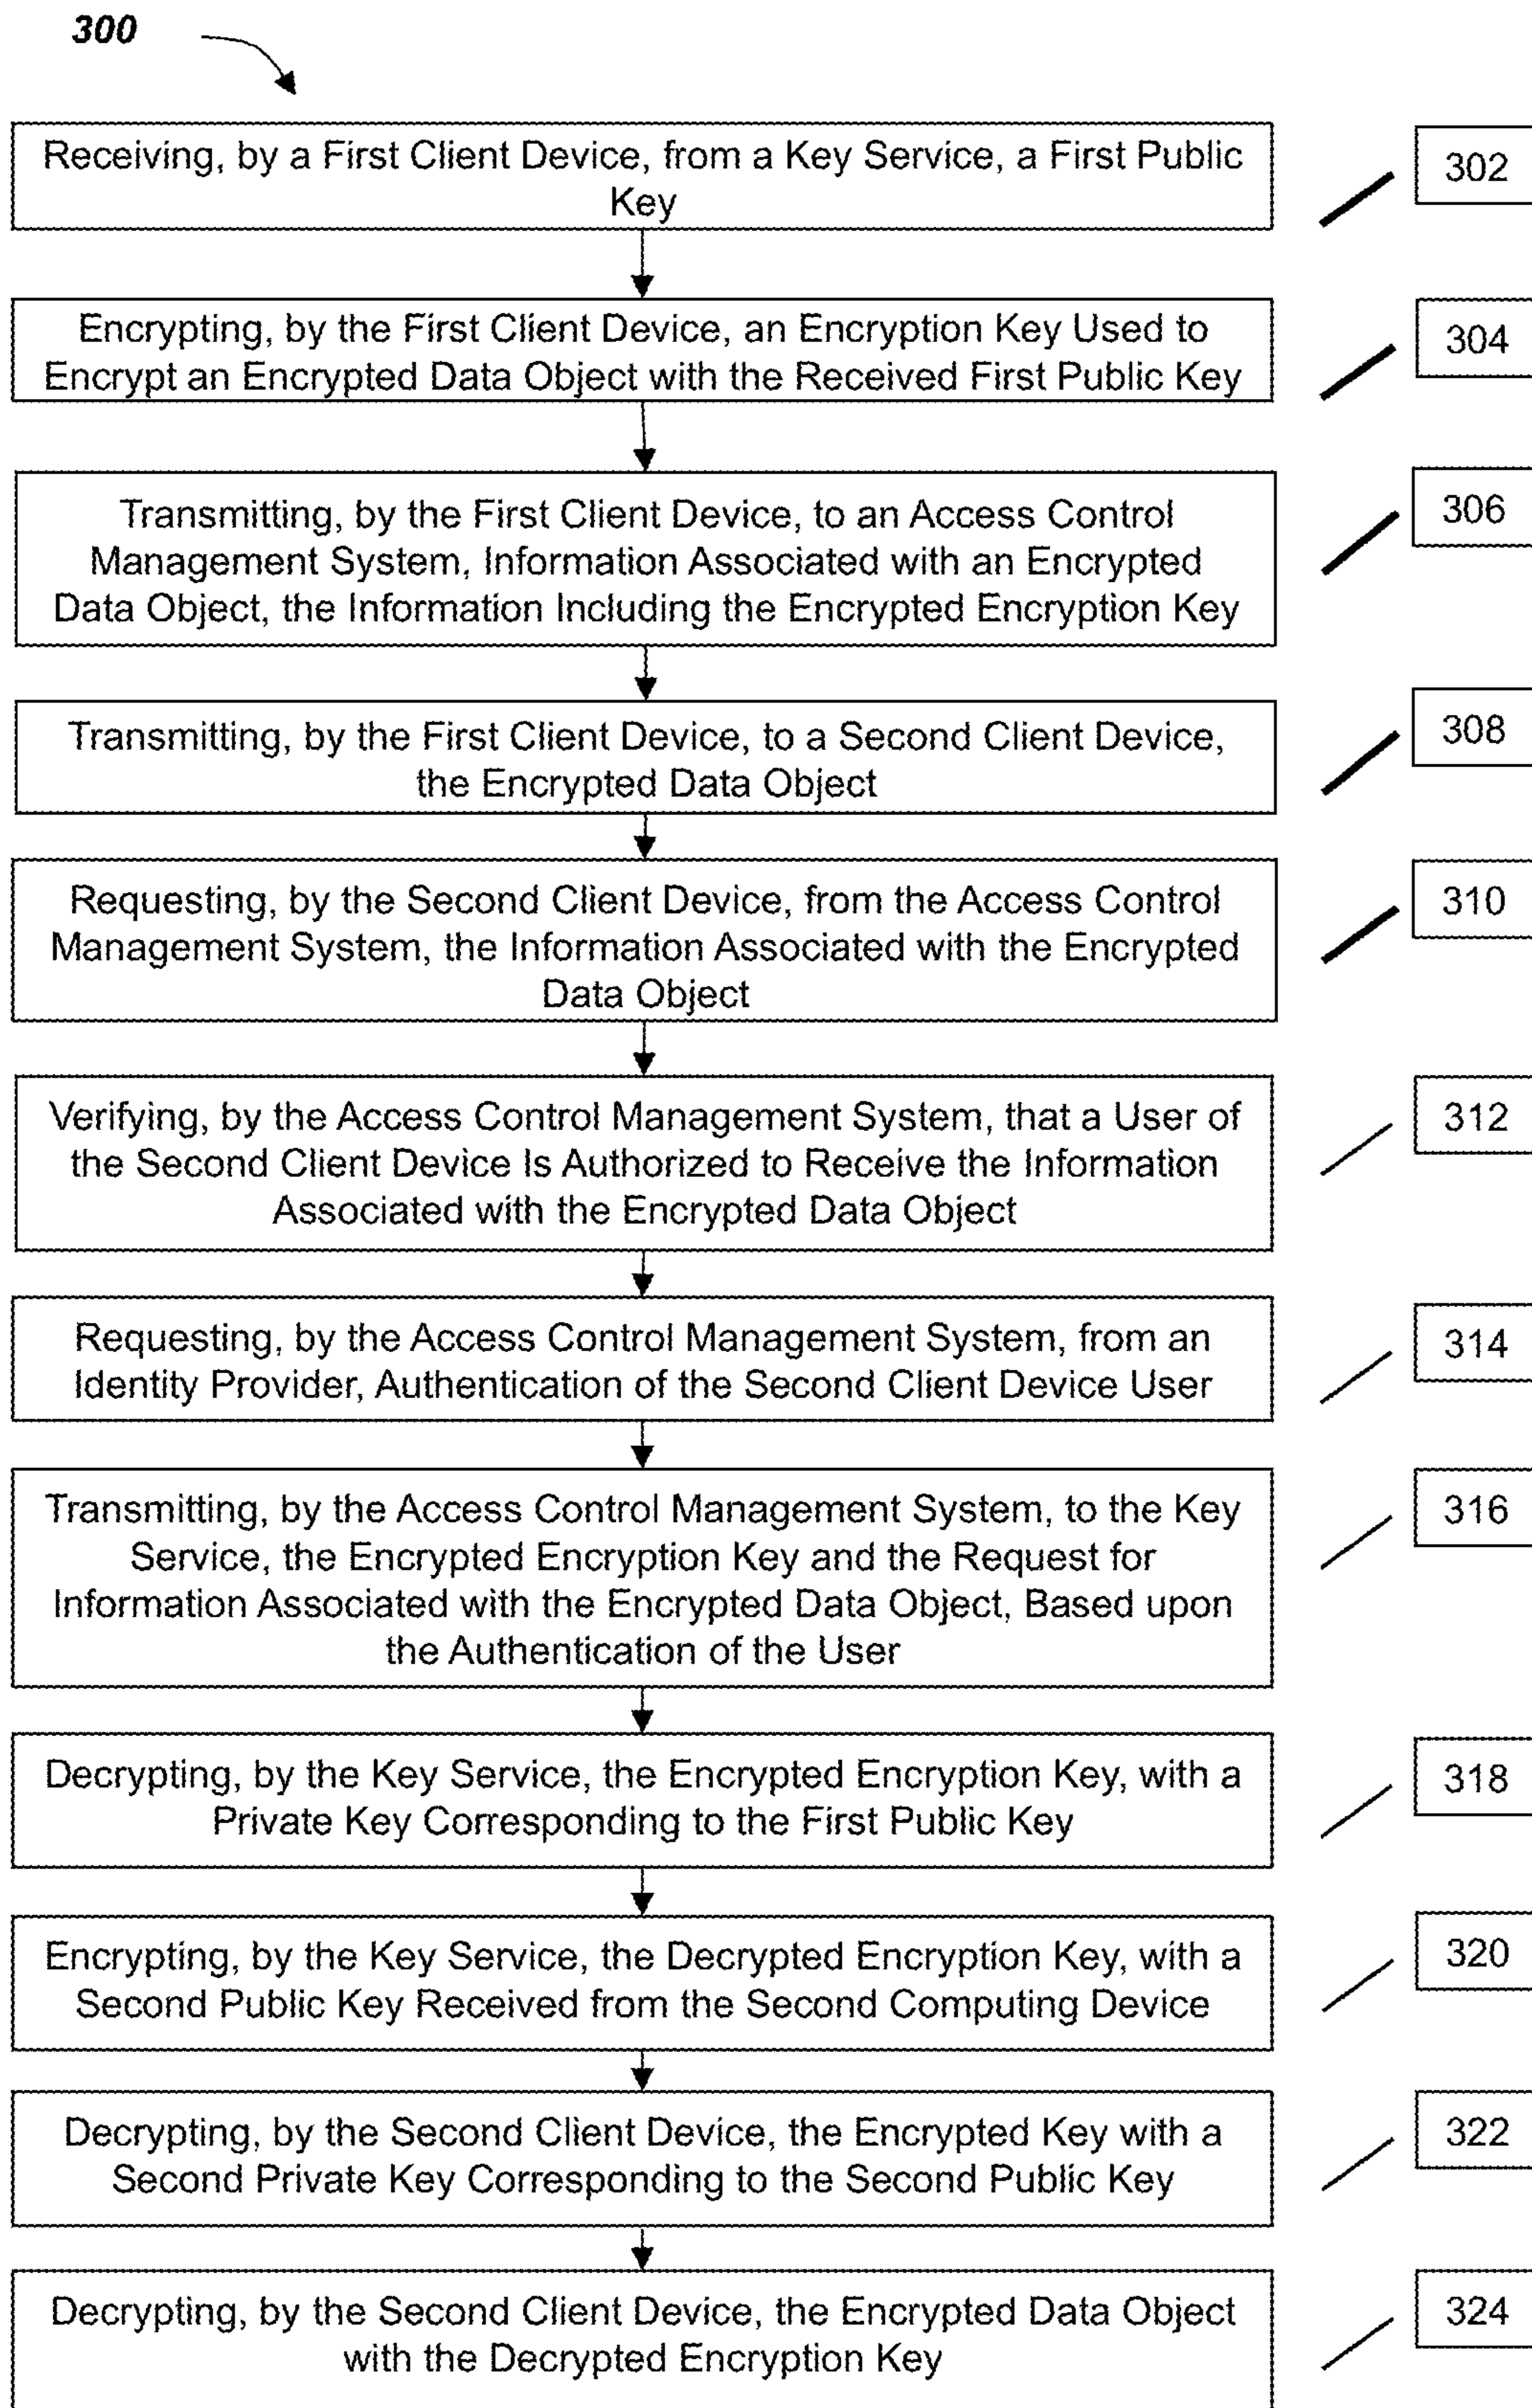 300
Receiving, by a First Client Device, from a Key Service, a First Public
Key
302
Encrypting, by the First Client Device, an Encryption Key Used to
Encrypt an Encrypted Data Object with the Received First Public Key
304
Transmitting, by the First Client Device, to an Access Control
Management System, Information Associated with an Encrypted
Data Object, the Information Including the Encrypted Encryption Key
306
Transmitting, by the First Client Device, to a Second Client Device,
the Encrypted Data Object
308
Requesting, by the Second Client Device, from the Access Control
Management System, the Information Associated with the Encrypted
Data Object
310
Verifying, by the Access Control Management System, that a User of
the Second Client Device Is Authorized to Receive the Information
Associated with the Encrypted Data Object
312
Requesting, by the Access Control Management System, from an
Identity Provider, Authentication of the Second Client Device User
314
Transmitting, by the Access Control Management System, to the Key
Service, the Encrypted Encryption Key and the Request for
Information Associated with the Encrypted Data Object, Based upon
the Authentication of the User
316
Decrypting, by the Key Service, the Encrypted Encryption Key, with a
Private Key Corresponding to the First Public Key
318
Encrypting, by the Key Service, the Decrypted Encryption Key, with a
Second Public Key Received from the Second Computing Device
320
Decrypting, by the Second Client Device, the Encrypted Key with a
Second Private Key Corresponding to the Second Public Key
322
Decrypting, by the Second Client Device, the Encrypted Data Object
with the Decrypted Encryption Key
324